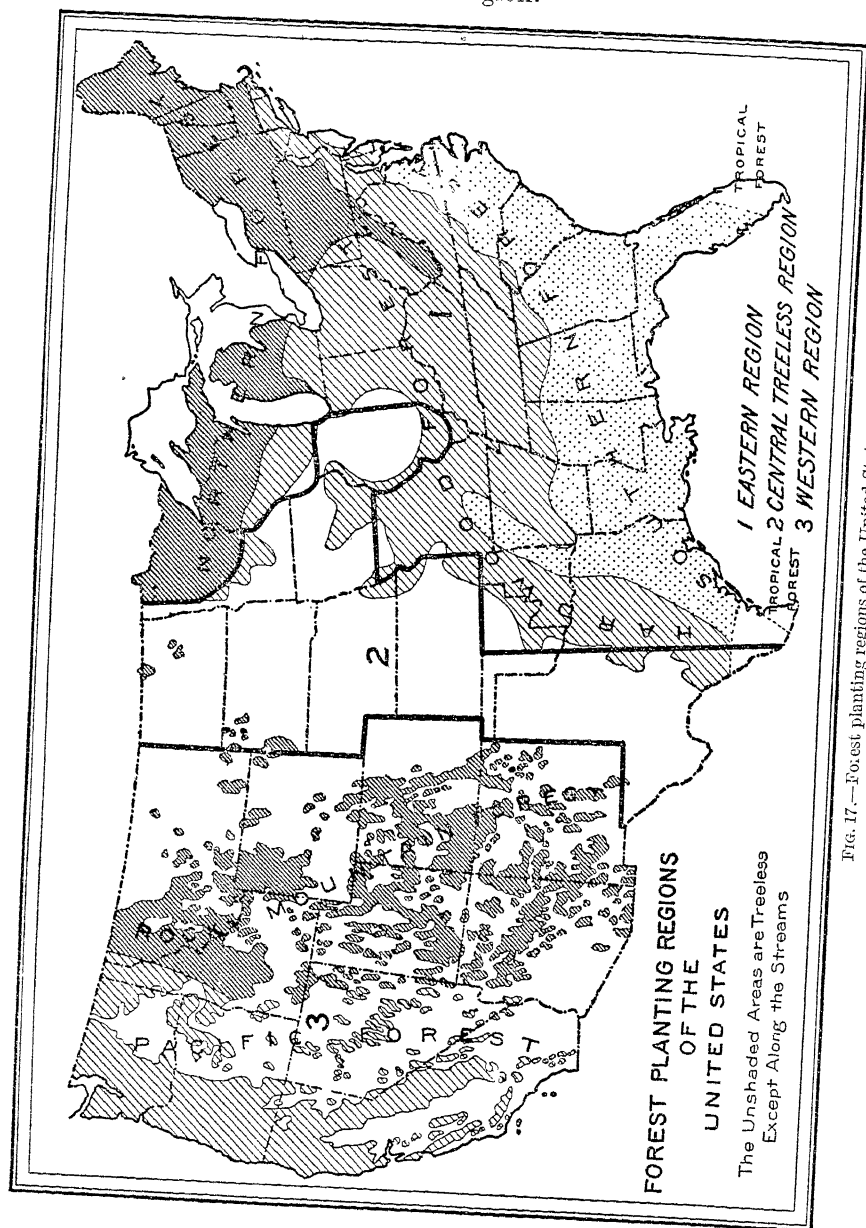 NORTHERN FOREST
HARDWOOD FOREST
SOUTHERN FOREST
ROCKY MOUNTAIN FOREST
PACIFIC FOREST
1
2
3
TROPICAL
FOREST
TROPICAL
FOREST
1 EASTERN REGION
2 CENTRAL TREELESS REGION
3 WESTERN REGION
FOREST PLANTING REGIONS
OF THE
UNITED STATES
The Unshaded Areas are Treeless
Except Along the Streams
FIG. 17.—Forest planting regions of the United